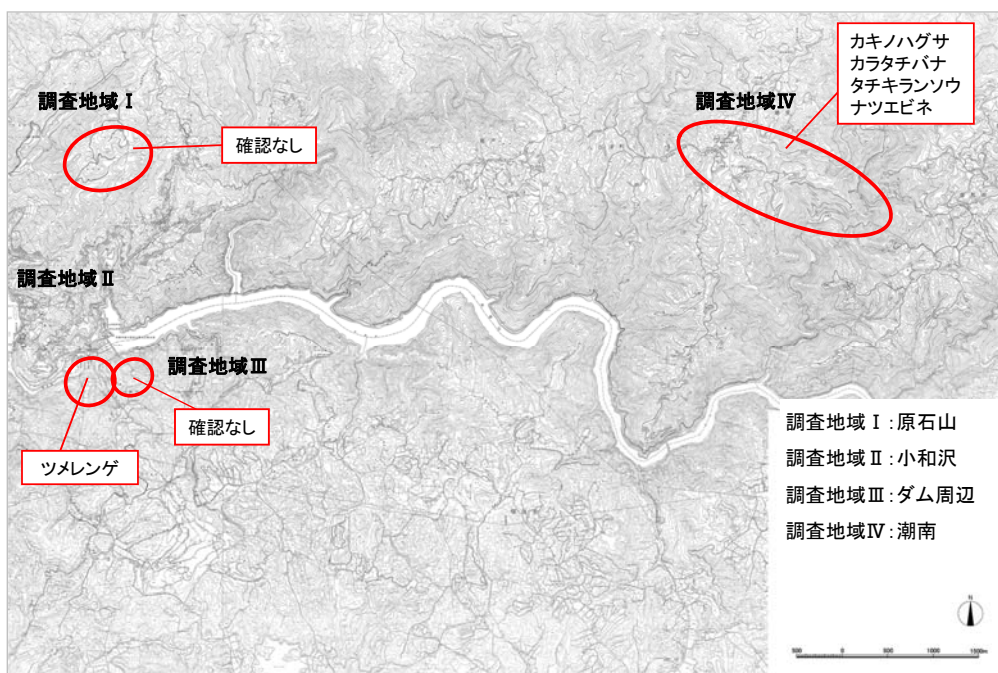 調査地域Ⅰ
確認なし
調査地域Ⅳ
カキノハグサ
カラタチバナ
タチキランソウ
ナツエビネ
調査地域Ⅱ
調査地域Ⅲ
確認なし
ツメレンゲ
調査地域Ⅰ:原石山
調査地域Ⅱ:小和沢
調査地域Ⅲ:ダム周辺
調査地域Ⅳ:潮南
N
500 0 500 1000 1500m